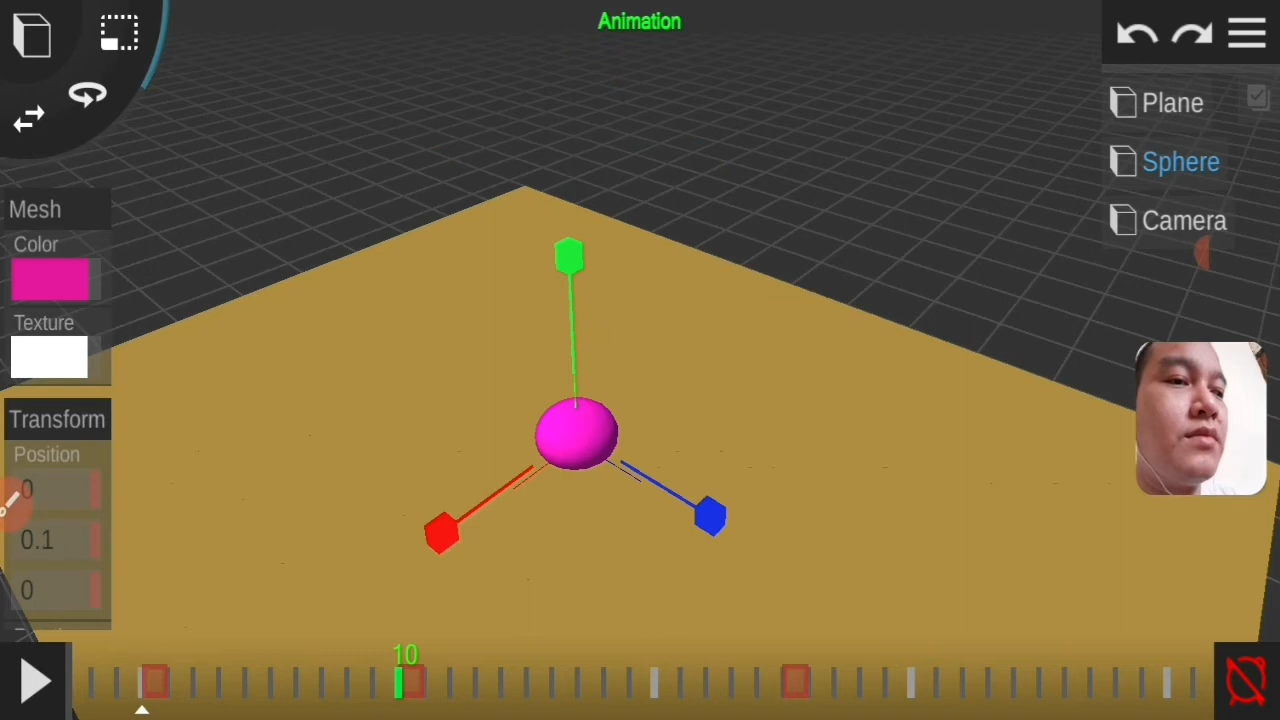 Animation
Plane
Sphere
Camera
Mesh
Color
Texture
Transform
Position
0
0.1
0
10